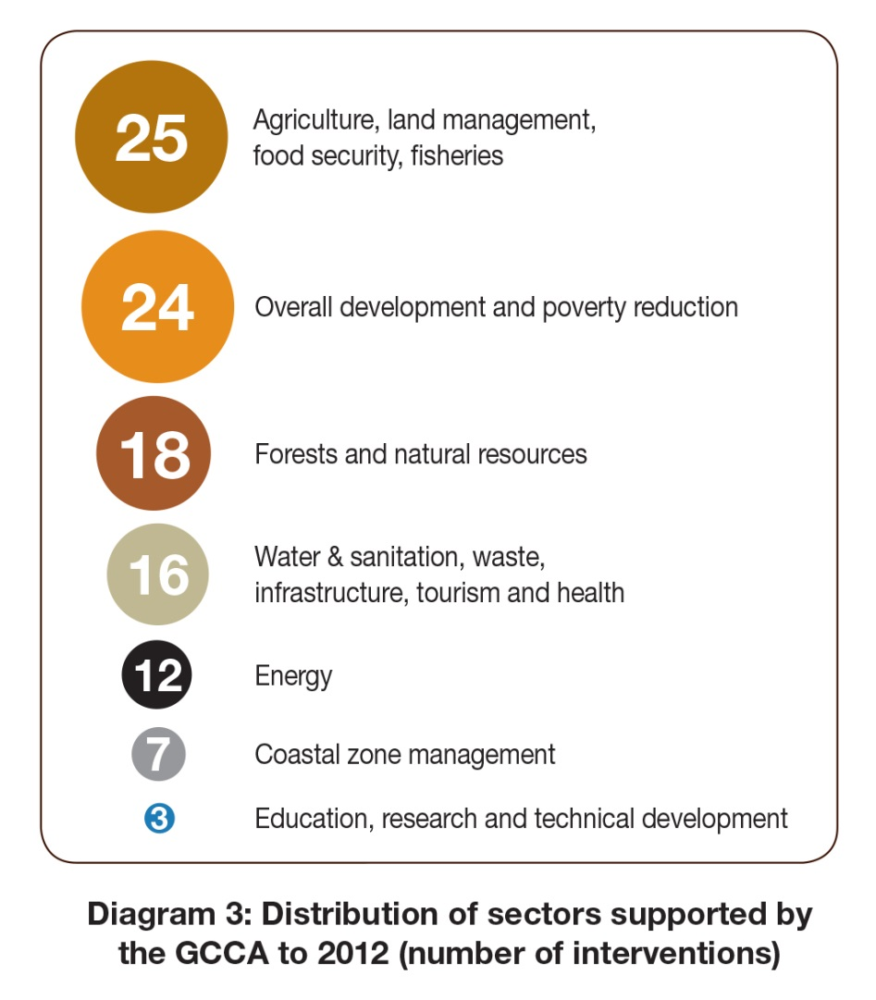 25
Agriculture, land management,
food security, fisheries
24
Overall development and poverty reduction
18
Forests and natural resources
16
Water & sanitation, waste,
infrastructure, tourism and health
12
Energy
7
Coastal zone management
3
Education, research and technical development
Diagram 3: Distribution of sectors supported by
the GCCA to 2012 (number of interventions)